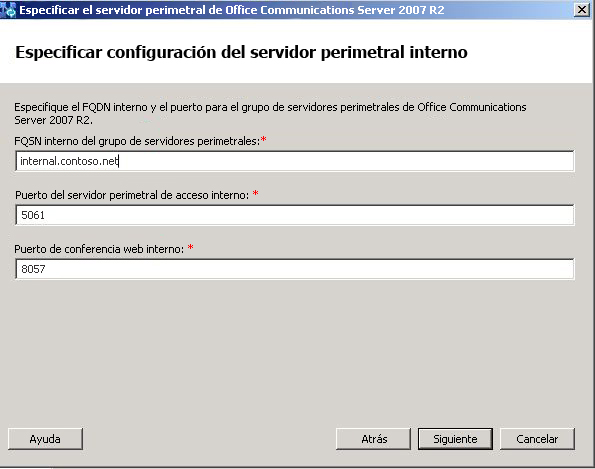 Especificar el servidor perimetral de Office Communications Server 2007 R2
Especificar configuración del servidor perimetral interno
Especifique el FQDN interno y el puerto para el grupo de servidores perimetrales de Office Communications
Server 2007 R2.
FQSN interno del grupo de servidores perimetrales:*
internal.contoso.net
Puerto del servidor perimetral de acceso interno: *
5061
Puerto de conferencia web interno: *
8057
Ayuda
Atrás
Siguiente
Cancelar